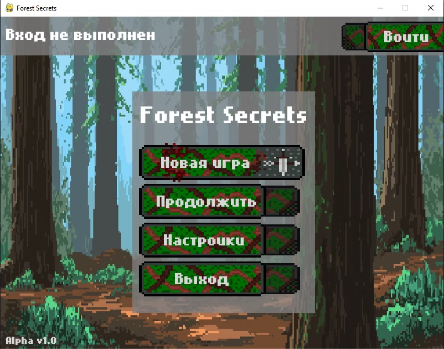 Forest Secrets
Вход не выполнен
Войти
Forest Secrets
Новая игра
Продолжить
Настройки
Выход
Alpha v1.0